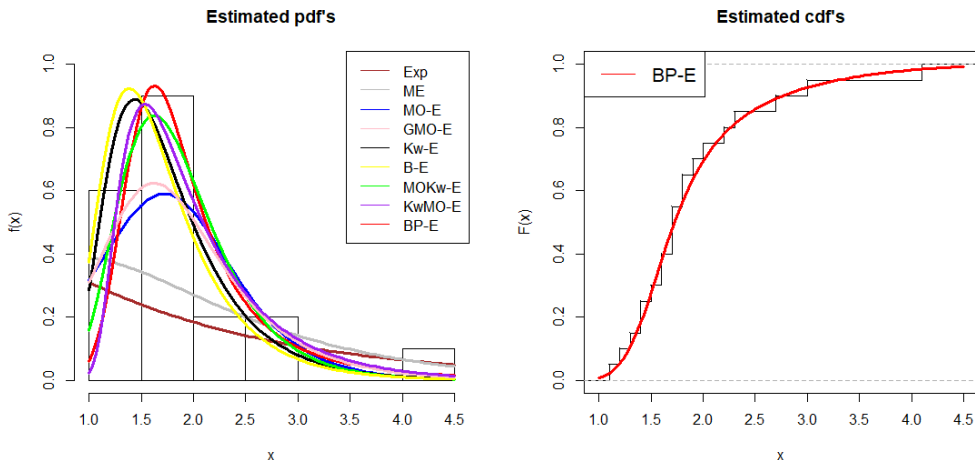 Estimated pdf's
f(x)
0.0 0.2 0.4 0.6 0.8 1.0
Exp
ME
MO-E
GMO-E
Kw-E
B-E
MOKw-E
KwMO-E
BP-E
1.0 1.5 2.0 2.5 3.0 3.5 4.0 4.5
x
Estimated cdf's
F(x)
0.0 0.2 0.4 0.6 0.8 1.0
BP-E
1.0 1.5 2.0 2.5 3.0 3.5 4.0 4.5
x